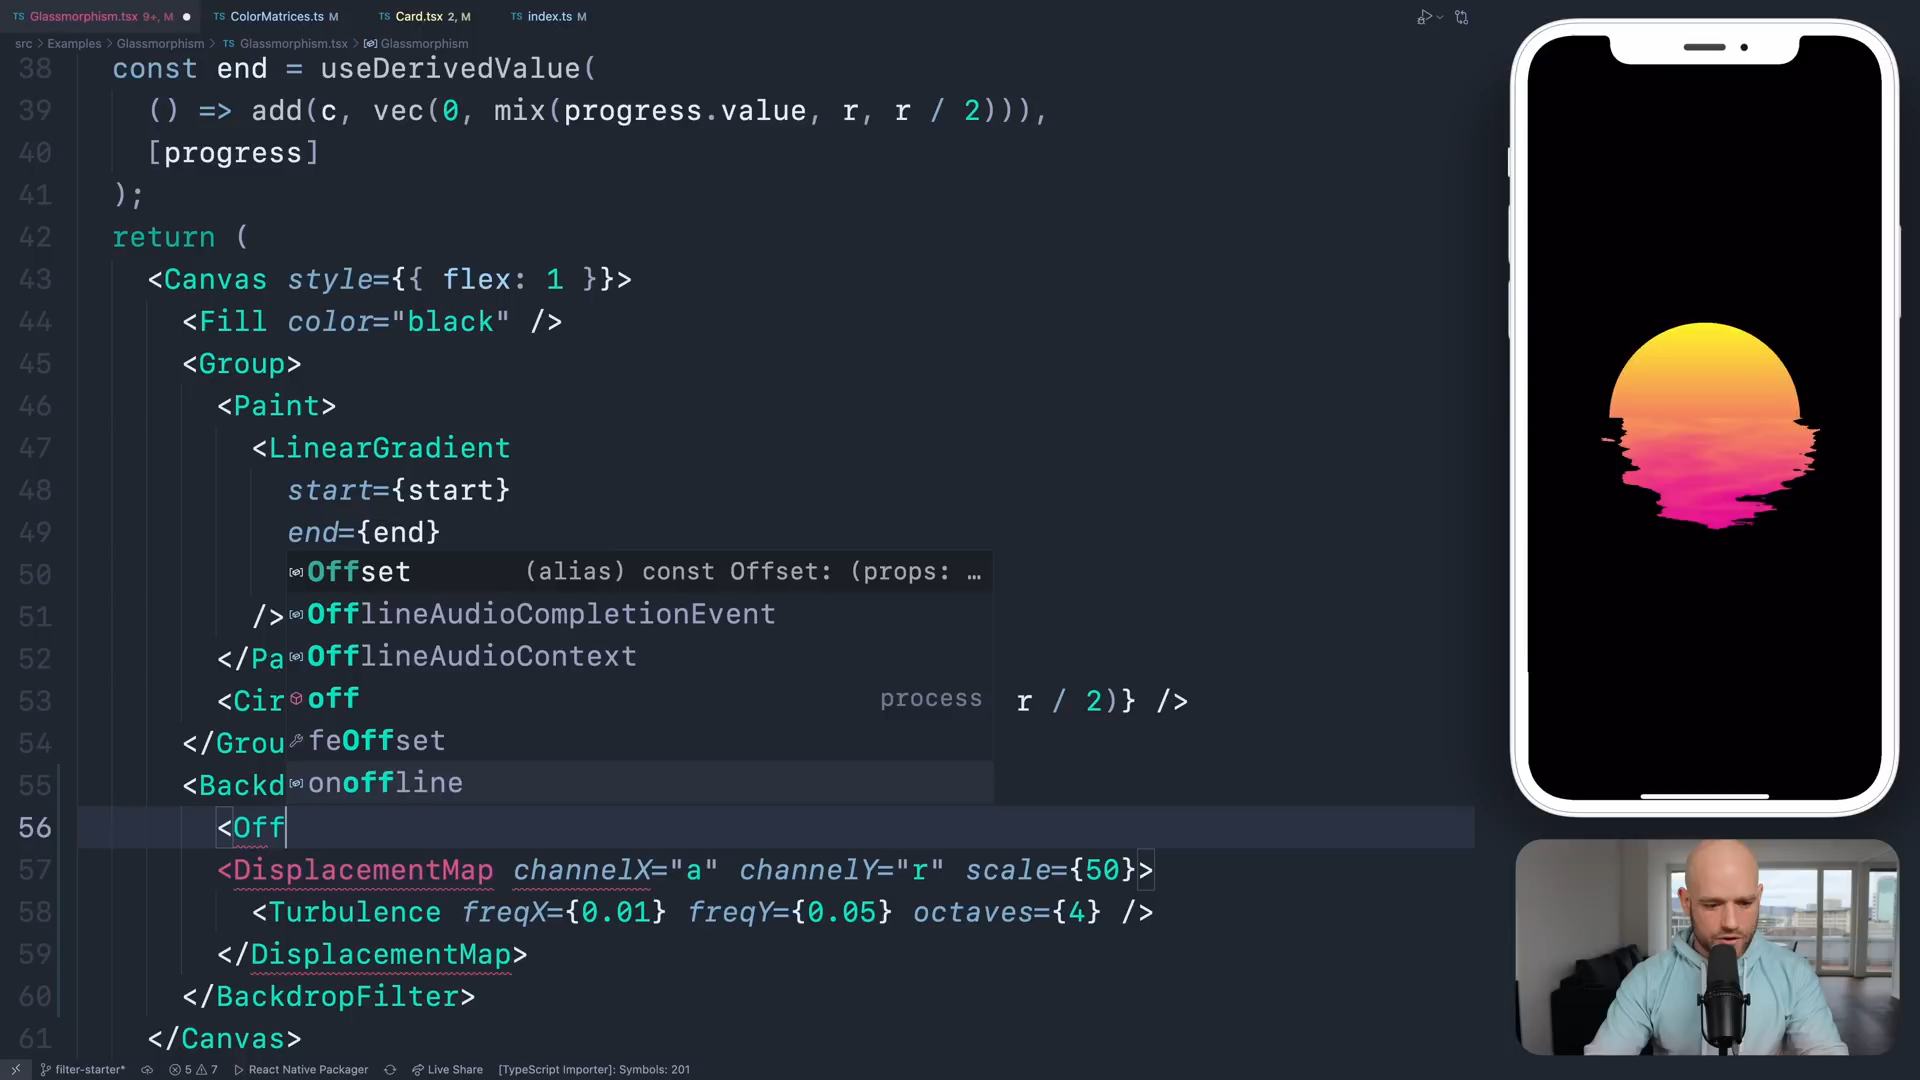 TS Glassmorphism.tsx 9+, M ● TS ColorMatrices.ts M TS Card.tsx 2, M TS index.ts M
src > Examples > Glassmorphism > TS Glassmorphism.tsx > Glassmorphism
38 const end = useDerivedValue(
39 () => add(c, vec(0, mix(progress.value, r, r / 2))),
40 [progress]
41 );
42 return (
43 <Canvas style={{ flex: 1 }}>
44 <Fill color="black" />
45 <Group>
46 <Paint>
47 <LinearGradient
48 start={start}
49 end={end}
50 Offset (alias) const Offset: (props: …
OfflineAudioCompletionEvent
51 />
OfflineAudioContext
52 </Pa
off process
53 <Cir r / 2)} />
feOffset
54 </Grou
onoffline
55 <Backd
56 <Off
57 <DisplacementMap channelX="a" channelY="r" scale={50}>
58 <Turbulence freqX={0.01} freqY={0.05} octaves={4} />
59 </DisplacementMap>
60 </BackdropFilter>
61 </Canvas>
filter-starter* 5 7 React Native Packager Live Share [TypeScript Importer]: Symbols: 201